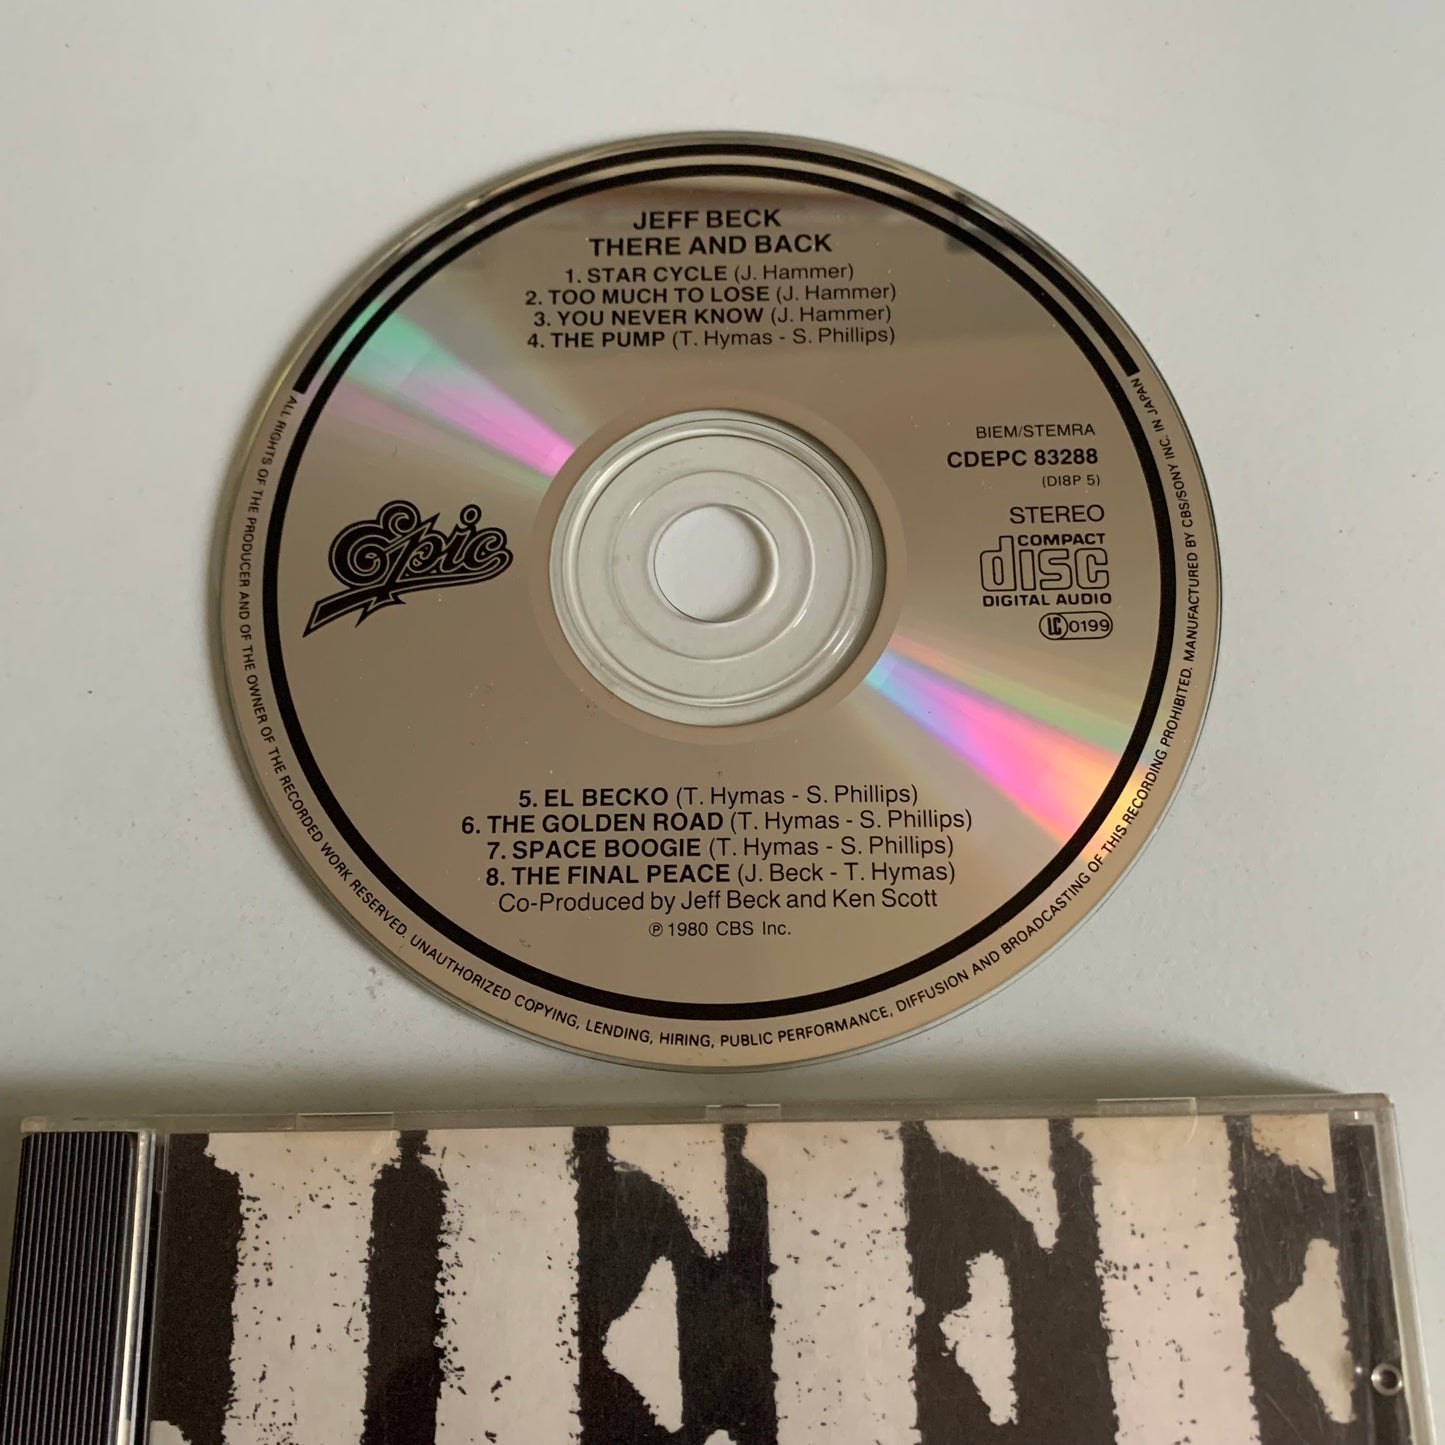 JEFF BECK
THERE AND BACK
1. STAR CYCLE (J. Hammer)
2. TOO MUCH TO LOSE (J. Hammer)
3. YOU NEVER KNOW (J. Hammer)
4. THE PUMP (T. Hymas - S. Phillips)
BIEM/STEMRA
CDEPC 83288
(DI8P 5)
STEREO
COMPACT
disc
DIGITAL AUDIO
LC 0199
Epic
5. EL BECKO (T. Hymas - S. Phillips)
6. THE GOLDEN ROAD (T. Hymas - S. Phillips)
7. SPACE BOOGIE (T. Hymas - S. Phillips)
8. THE FINAL PEACE (J. Beck - T. Hymas)
Co-Produced by Jeff Beck and Ken Scott
℗ 1980 CBS Inc.
ALL RIGHTS OF THE PRODUCER AND OF THE OWNER OF THE RECORDED WORK RESERVED. UNAUTHORIZED COPYING, LENDING, HIRING, PUBLIC PERFORMANCE, DIFFUSION AND BROADCASTING OF THIS RECORDING PROHIBITED. MANUFACTURED BY CBS/SONY INC. IN JAPAN